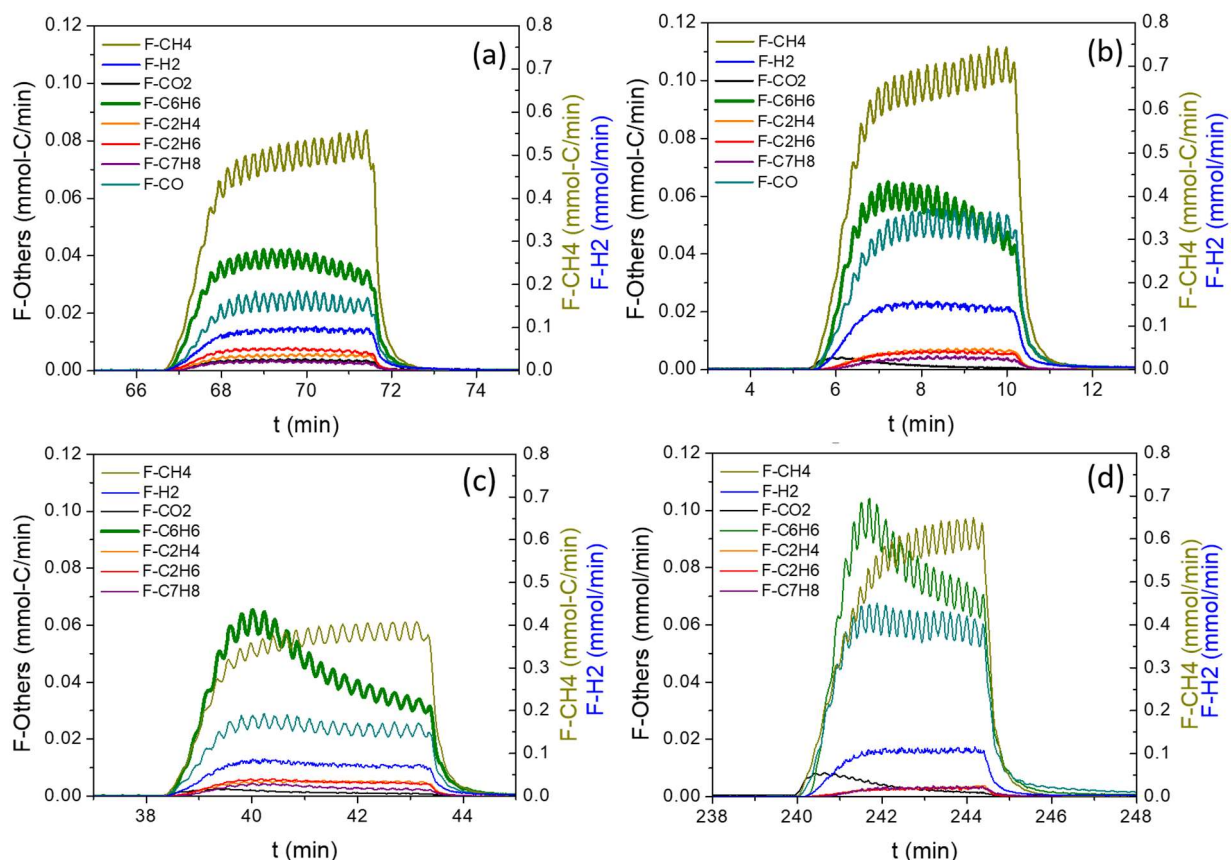 (a)
F-Others (mmol-C/min)
0.12
0.10
0.08
0.06
0.04
0.02
0.00
F-CH4
F-H2
F-CO2
F-C6H6
F-C2H4
F-C2H6
F-C7H8
F-CO
0.8
0.7
0.6
0.5
0.4
0.3
0.2
0.1
0.0
F-CH4 (mmol-C/min)
F-H2 (mmol/min)
66 68 70 72 74
t (min)
(b)
F-Others (mmol-C/min)
0.12
0.10
0.08
0.06
0.04
0.02
0.00
F-CH4
F-H2
F-CO2
F-C6H6
F-C2H4
F-C2H6
F-C7H8
F-CO
0.8
0.7
0.6
0.5
0.4
0.3
0.2
0.1
0.0
F-CH4 (mmol-C/min)
F-H2 (mmol/min)
4 6 8 10 12
t (min)
(c)
F-Others (mmol-C/min)
0.12
0.10
0.08
0.06
0.04
0.02
0.00
F-CH4
F-H2
F-CO2
F-C6H6
F-C2H4
F-C2H6
F-C7H8
0.8
0.7
0.6
0.5
0.4
0.3
0.2
0.1
0.0
F-CH4 (mmol-C/min)
F-H2 (mmol/min)
38 40 42 44
t (min)
(d)
F-Others (mmol/min)
0.12
0.10
0.08
0.06
0.04
0.02
0.00
F-CH4
F-H2
F-CO2
F-C6H6
F-C2H4
F-C2H6
F-C7H8
0.8
0.7
0.6
0.5
0.4
0.3
0.2
0.1
0.0
F-CH4 (mmol/min)
F-H2 (mmol/min)
238 240 242 244 246 248
t (min)